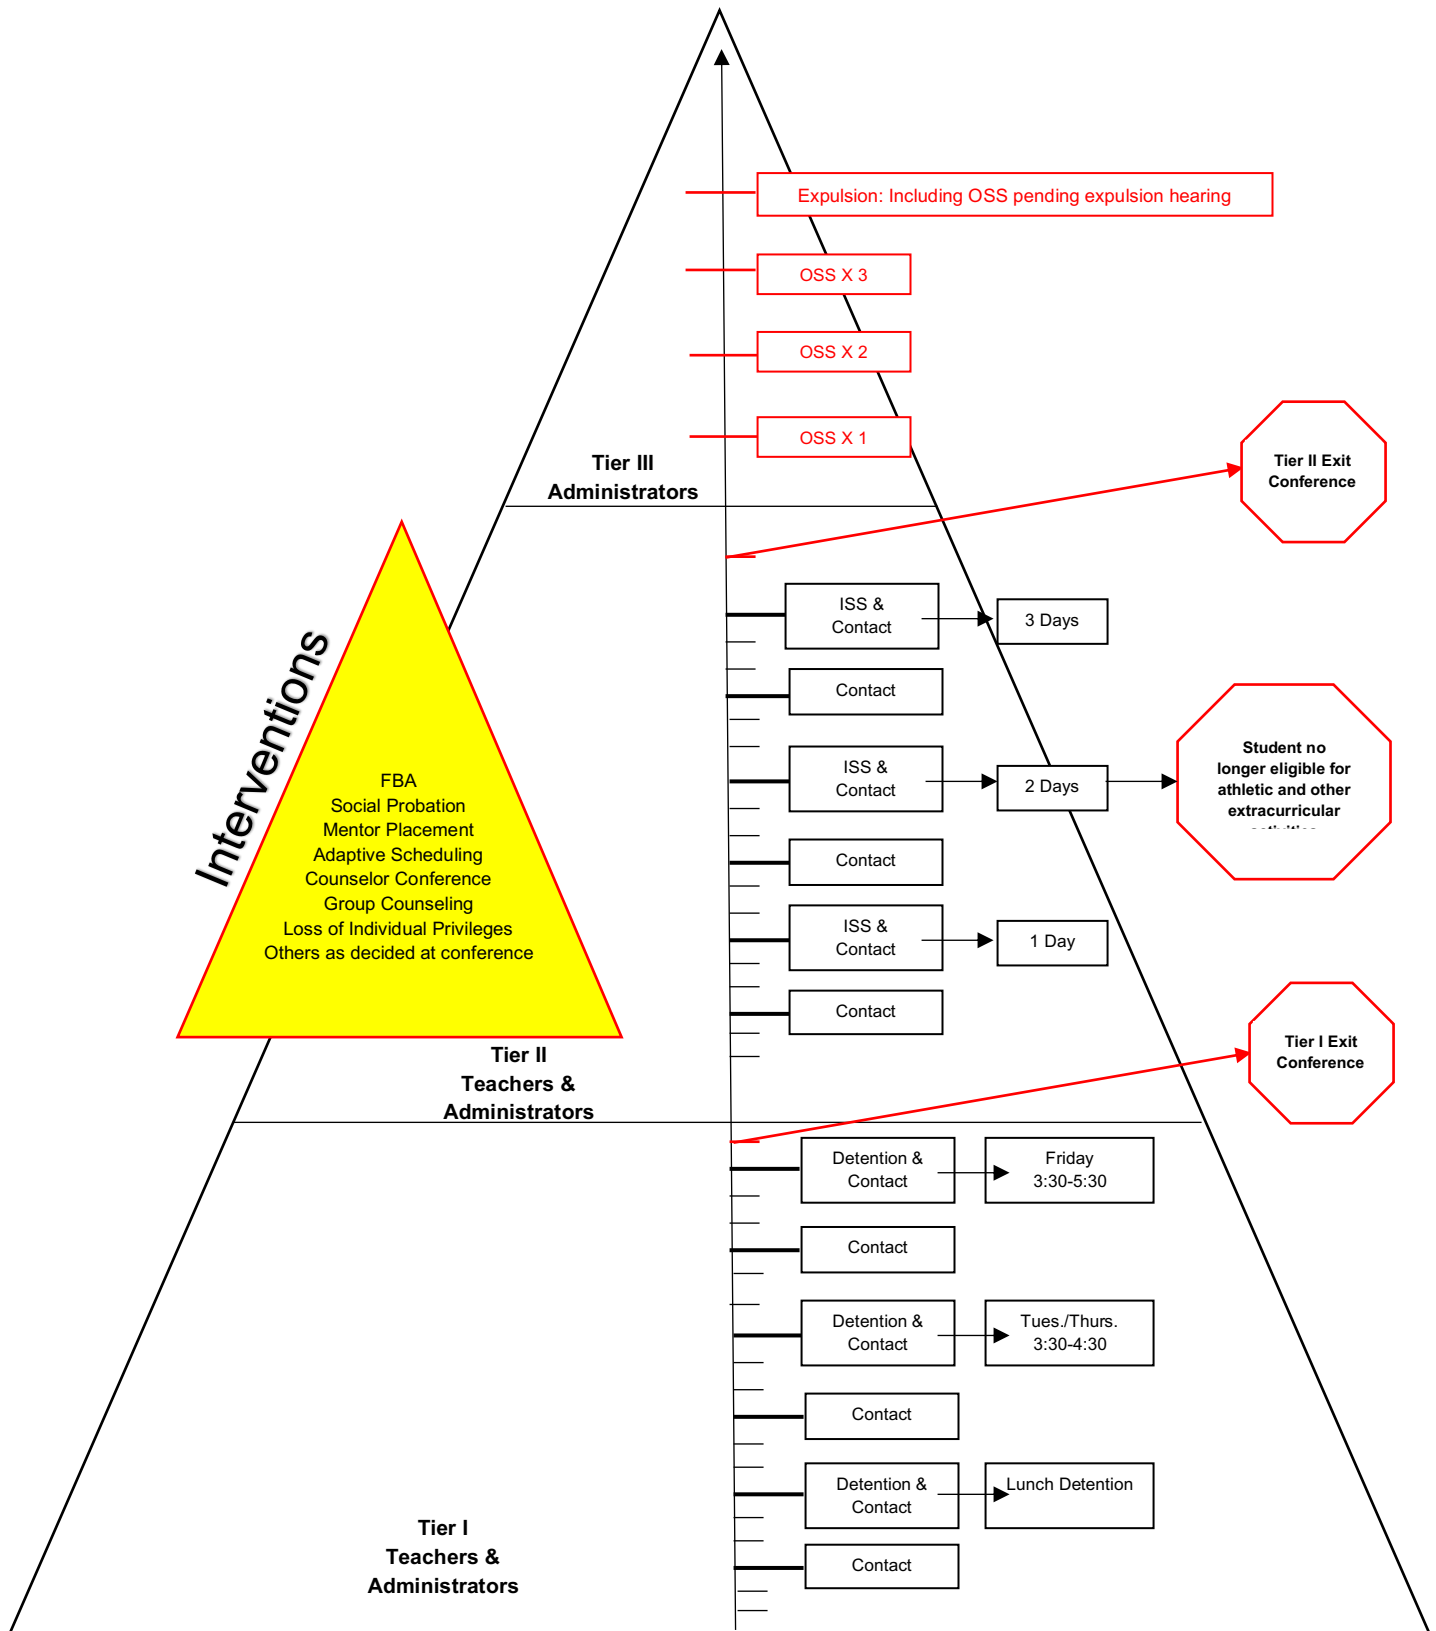 Expulsion: Including OSS pending expulsion hearing
OSS X 3
OSS X 2
OSS X 1
Tier III
Administrators
Tier II Exit
Conference
ISS &
Contact
3 Days
Contact
ISS &
Contact
2 Days
Student no
longer eligible for
athletic and other
extracurricular
Contact
ISS &
Contact
1 Day
Contact
Interventions
FBA
Social Probation
Mentor Placement
Adaptive Scheduling
Counselor Conference
Group Counseling
Loss of Individual Privileges
Others as decided at conference
Tier II
Teachers &
Administrators
Tier I Exit
Conference
Detention &
Contact
Friday
3:30-5:30
Contact
Detention &
Contact
Tues./Thurs.
3:30-4:30
Contact
Detention &
Contact
Lunch Detention
Contact
Tier I
Teachers &
Administrators